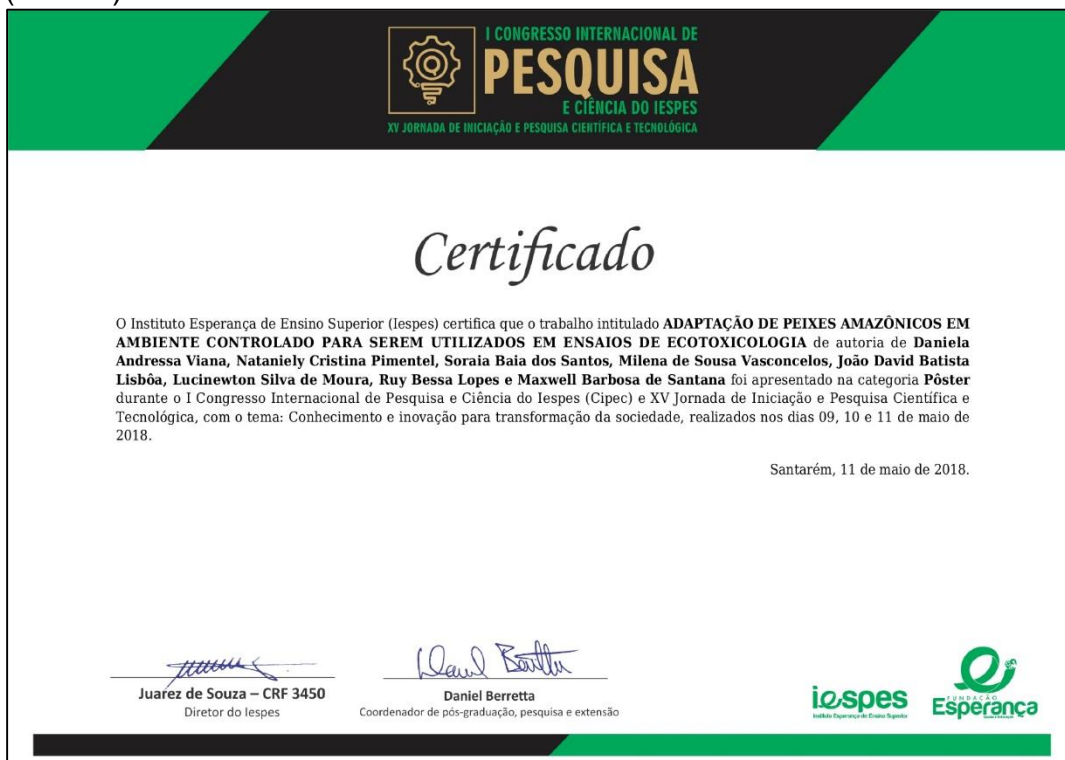 I CONGRESSO INTERNACIONAL DE
PESQUISA
E CIÊNCIA DO IESPES
XV JORNADA DE INICIAÇÃO E PESQUISA CIENTÍFICA E TECNOLÓGICA
Certificado
O Instituto Esperança de Ensino Superior (Iespes) certifica que o trabalho intitulado ADAPTAÇÃO DE PEIXES AMAZÔNICOS EM
AMBIENTE CONTROLADO PARA SEREM UTILIZADOS EM ENSAIOS DE ECOTOXICOLOGIA de autoria de Daniela
Andressa Viana, Nataniely Cristina Pimentel, Soraia Baia dos Santos, Milena de Sousa Vasconcelos, João David Batista
Lisbôa, Lucinewton Silva de Moura, Ruy Bessa Lopes e Maxwell Barbosa de Santana foi apresentado na categoria Pôster
durante o I Congresso Internacional de Pesquisa e Ciência do Iespes (Cipec) e XV Jornada de Iniciação e Pesquisa Científica e
Tecnológica, com o tema: Conhecimento e inovação para transformação da sociedade, realizados nos dias 09, 10 e 11 de maio de
2018.
Santarém, 11 de maio de 2018.
Juarez de Souza – CRF 3450
Diretor do Iespes
Daniel Berretta
Coordenador de pós-graduação, pesquisa e extensão
iespes
Instituto Esperança de Ensino Superior
FUNDAÇÃO
Esperança